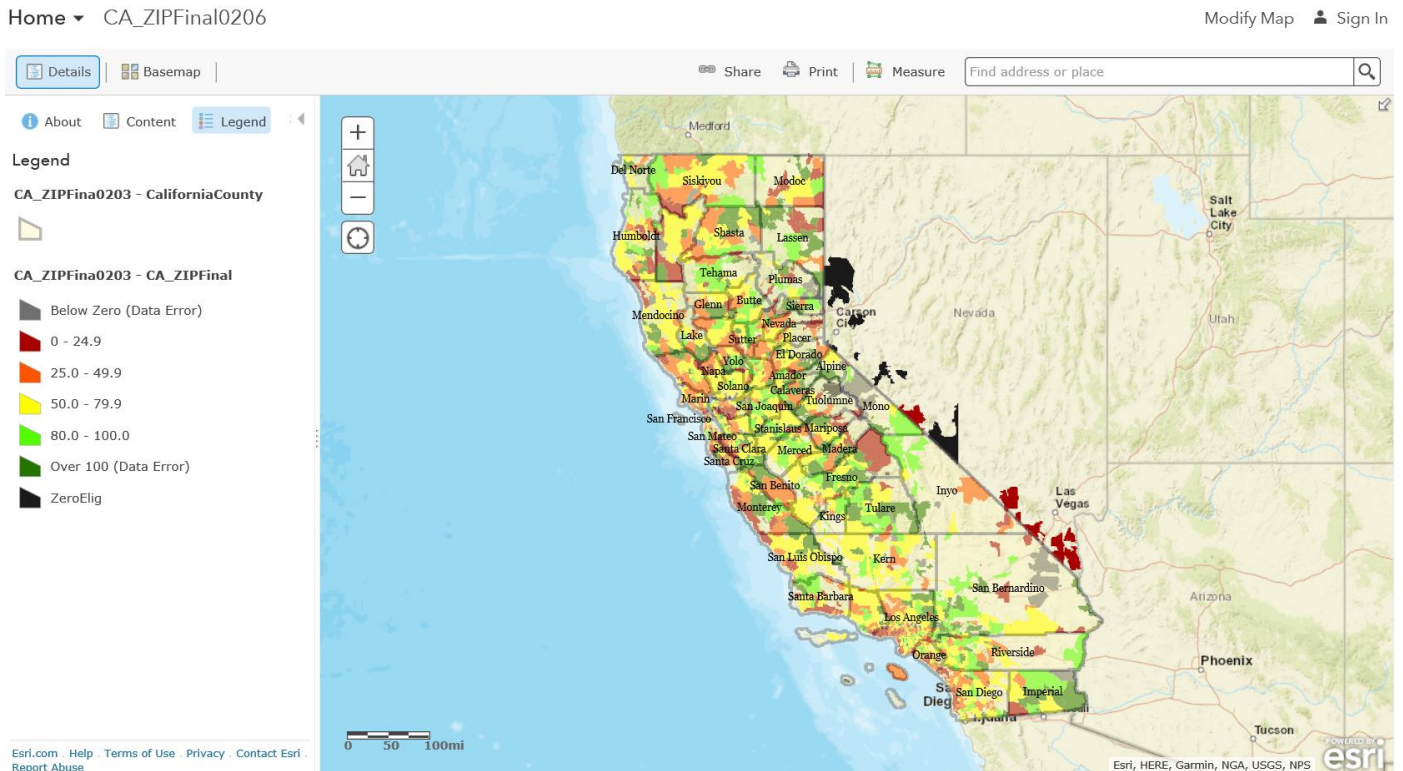 Home CA_ZIPFinal0206
Modify Map Sign In
Details Basemap
Share Print Measure Find address or place
About Content Legend
Legend
CA_ZIPFina0203 - CaliforniaCounty
CA_ZIPFina0203 - CA_ZIPFinal
Below Zero (Data Error)
0 - 24.9
25.0 - 49.9
50.0 - 79.9
80.0 - 100.0
Over 100 (Data Error)
ZeroElig
Esri.com . Help . Terms of Use . Privacy . Contact Esri .
Report Abuse
+
−
Medford
Del Norte
Siskiyou
Modoc
Salt
Lake
City
Humboldt
Shasta
Lassen
Tehama
Plumas
Glenn
Butte
Sierra
Mendocino
Nevada
Carson
Nevada
Utah
Lake
Sutter
Placer
Yolo
El Dorado
Napa
Amador
Alpine
Solano
Calaveras
Marin
San Joaquin
Tuolumne
Mono
San Francisco
Stanislaus
Mariposa
San Mateo
Santa Clara
Merced
Madera
Santa Cruz
Fresno
San Benito
Inyo
Las
Vegas
Monterey
Kings
Tulare
San Luis Obispo
Kern
San Bernardino
Arizona
Santa Barbara
Los Angeles
Orange
Riverside
Phoenix
San Diego
Imperial
Tucson
0 50 100mi
POWERED BY
esri
Esri, HERE, Garmin, NGA, USGS, NPS